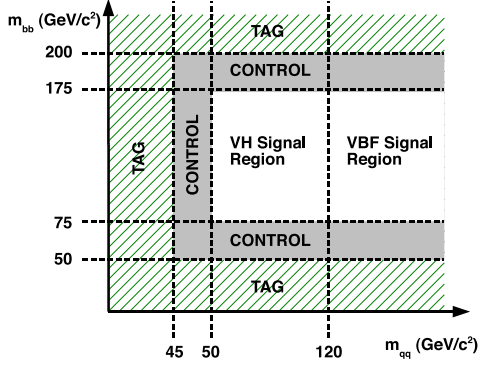 m_bb (GeV/c²)
TAG
200
CONTROL
175
TAG
CONTROL
VH Signal
Region
VBF Signal
Region
75
CONTROL
50
TAG
45
50
120
m_qq (GeV/c²)